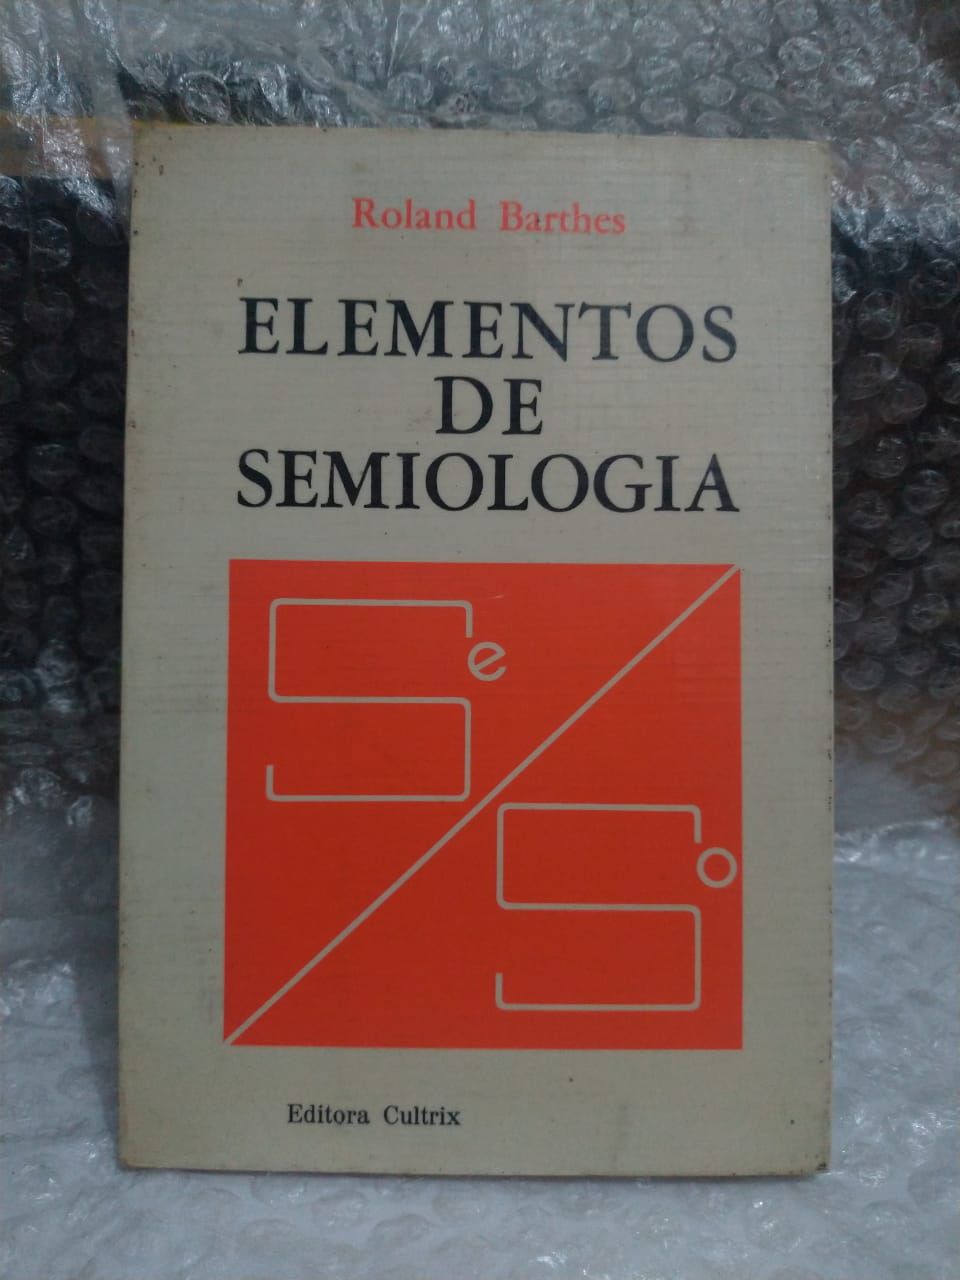 Roland Barthes
ELEMENTOS
DE
SEMIOLOGIA
Se
So
Editora Cultrix